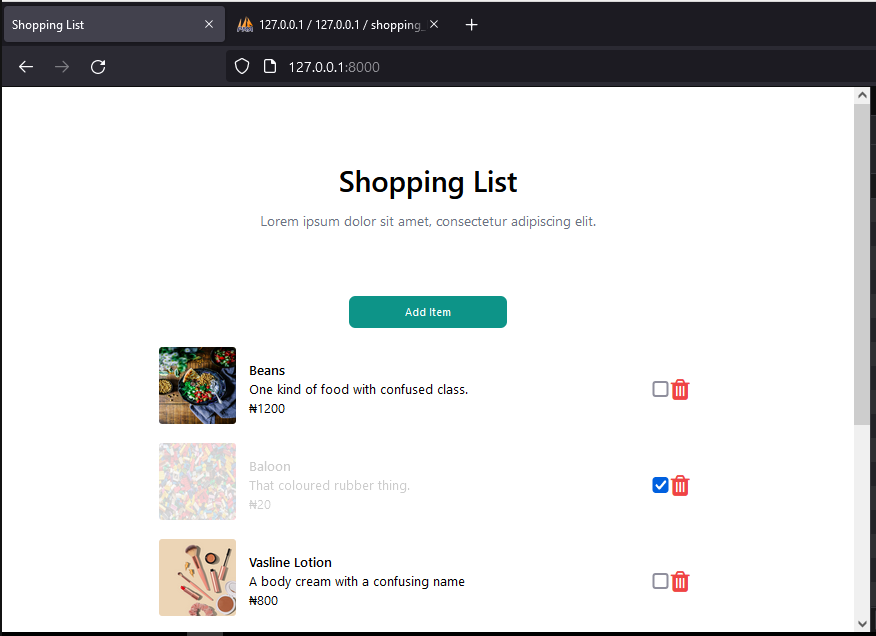 Shopping List
127.0.0.1 / 127.0.0.1 / shopping_
127.0.0.1:8000
Shopping List
Lorem ipsum dolor sit amet, consectetur adipiscing elit.
Add Item
Beans
One kind of food with confused class.
₦1200
Baloon
That coloured rubber thing.
₦20
Vasline Lotion
A body cream with a confusing name
₦800